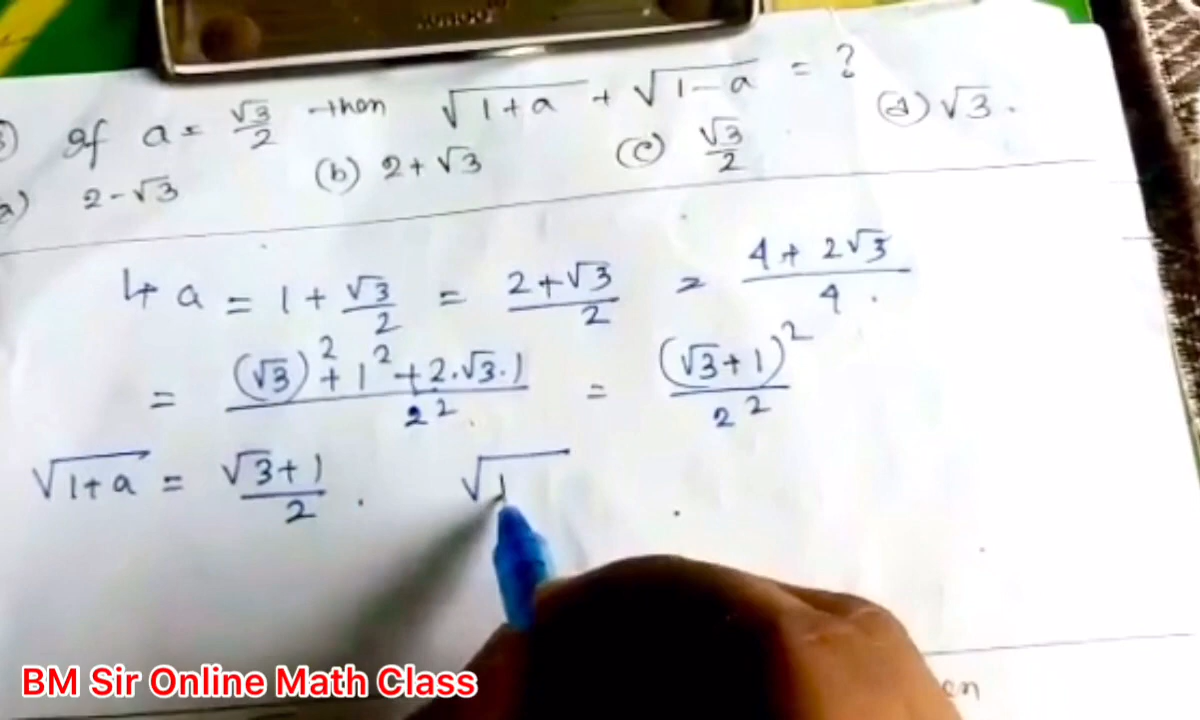 If a = √3/2 then √(1+a) + √(1-a) = ?
a) 2-√3 (b) 2+√3 (c) √3/2 (d) √3.
1+a = 1 + √3/2 = (2+√3)/2 = (4+2√3)/4.
= ((√3)²+1²+2.√3.1)/2² = (√3+1)²/2²
√(1+a) = (√3+1)/2. √1
BM Sir Online Math Class